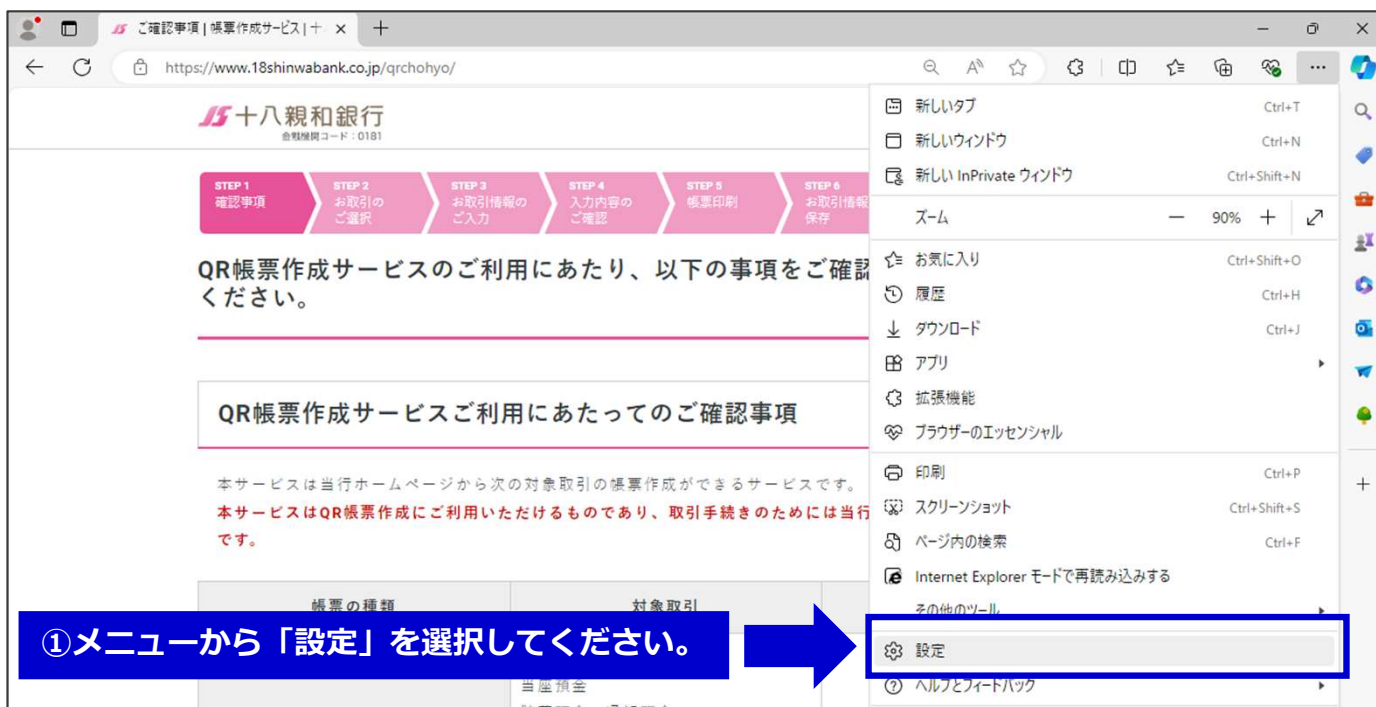 ご確認事項 | 帳票作成サービス | 十
https://www.18shinwabank.co.jp/qrchohyo/
十八親和銀行
金融機関コード：0181
STEP 1
確認事項
STEP 2
お取引の
ご選択
STEP 3
お取引情報の
ご入力
STEP 4
入力内容の
ご確認
STEP 5
帳票印刷
STEP 6
お取引情報
保存
QR帳票作成サービスのご利用にあたり、以下の事項をご確認
ください。
QR帳票作成サービスご利用にあたってのご確認事項
本サービスは当行ホームページから次の対象取引の帳票作成ができるサービスです。
本サービスはQR帳票作成にご利用いただけるものであり、取引手続きのためには当行
です。
帳票の種類 対象取引
当座預金
①メニューから「設定」を選択してください。
新しいタブ Ctrl+T
新しいウィンドウ Ctrl+N
新しい InPrivate ウィンドウ Ctrl+Shift+N
ズーム 90%
お気に入り Ctrl+Shift+O
履歴 Ctrl+H
ダウンロード Ctrl+J
アプリ
拡張機能
ブラウザーのエッセンシャル
印刷 Ctrl+P
スクリーンショット Ctrl+Shift+S
ページ内の検索 Ctrl+F
Internet Explorer モードで再読み込みする
その他のツール
設定
ヘルプとフィードバック